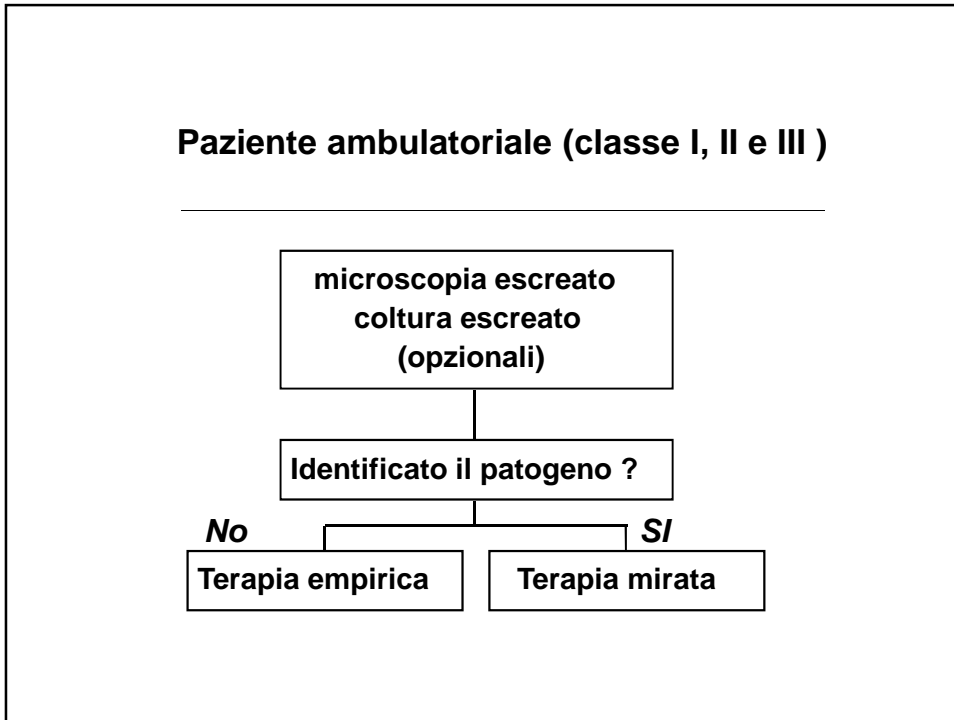 Paziente ambulatoriale (classe I, II e III )
microscopia escreato
coltura escreato
(opzionali)
Identificato il patogeno ?
No
SI
Terapia empirica
Terapia mirata